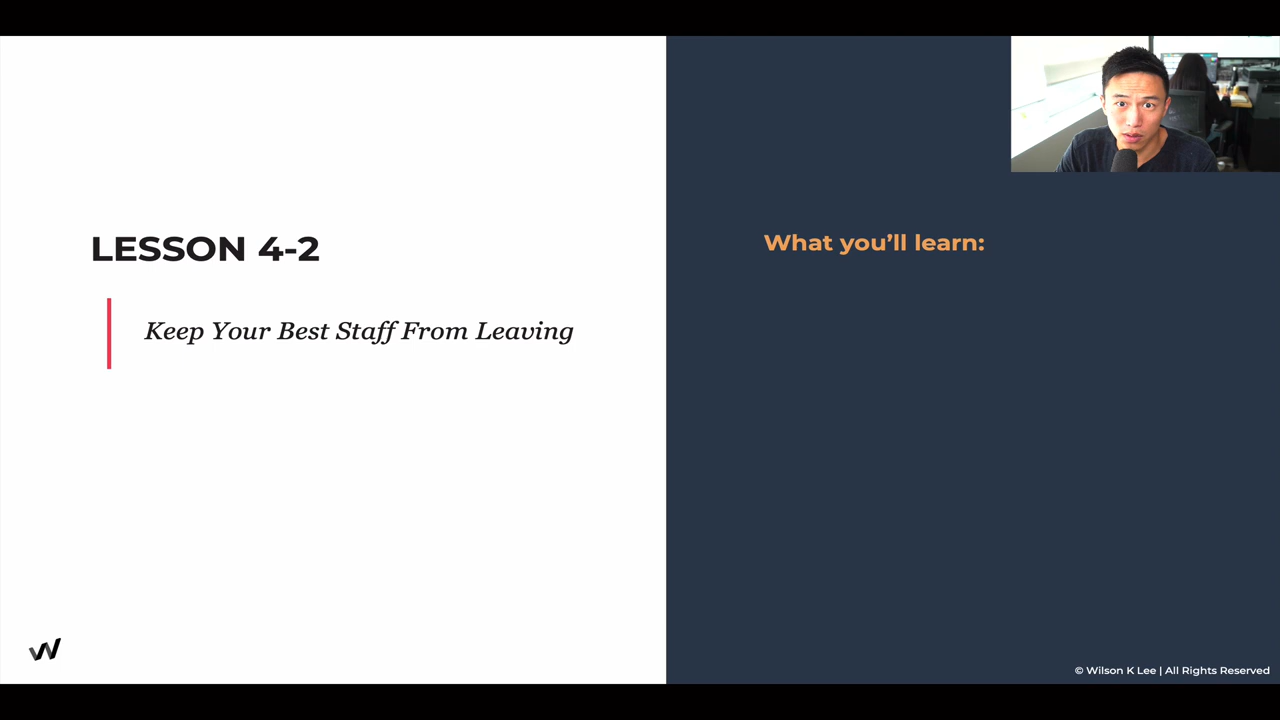 LESSON 4-2
Keep Your Best Staff From Leaving
What you’ll learn:
© Wilson K Lee | All Rights Reserved